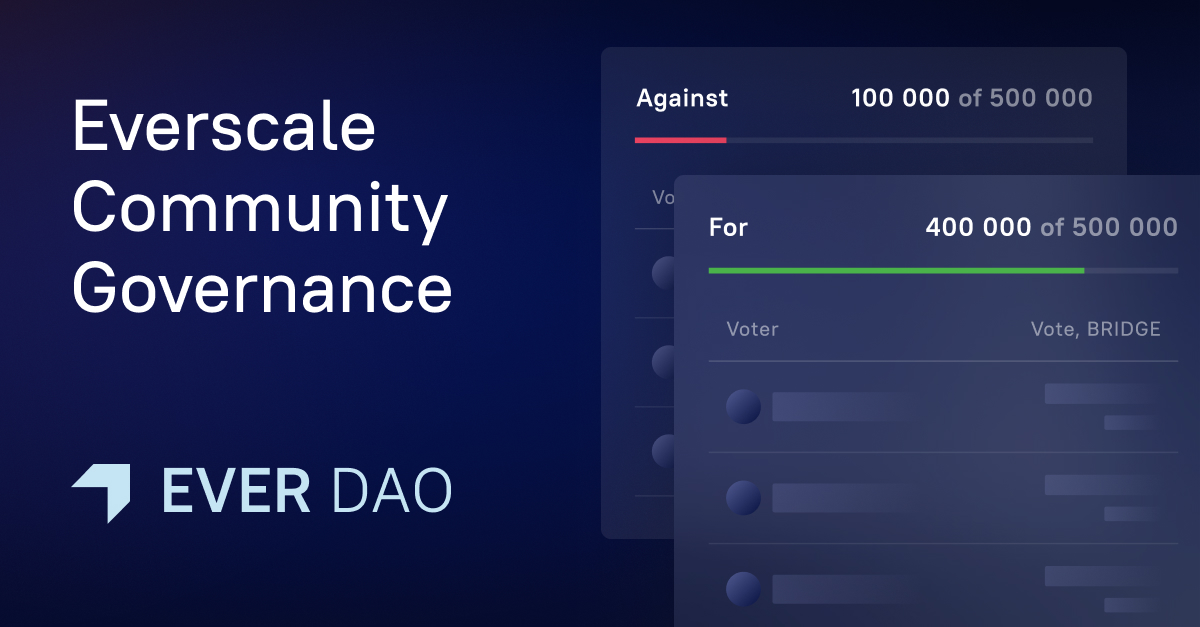 Everscale
Community
Governance
EVER DAO
Against 100 000 of 500 000
Vo
For 400 000 of 500 000
Voter Vote, BRIDGE